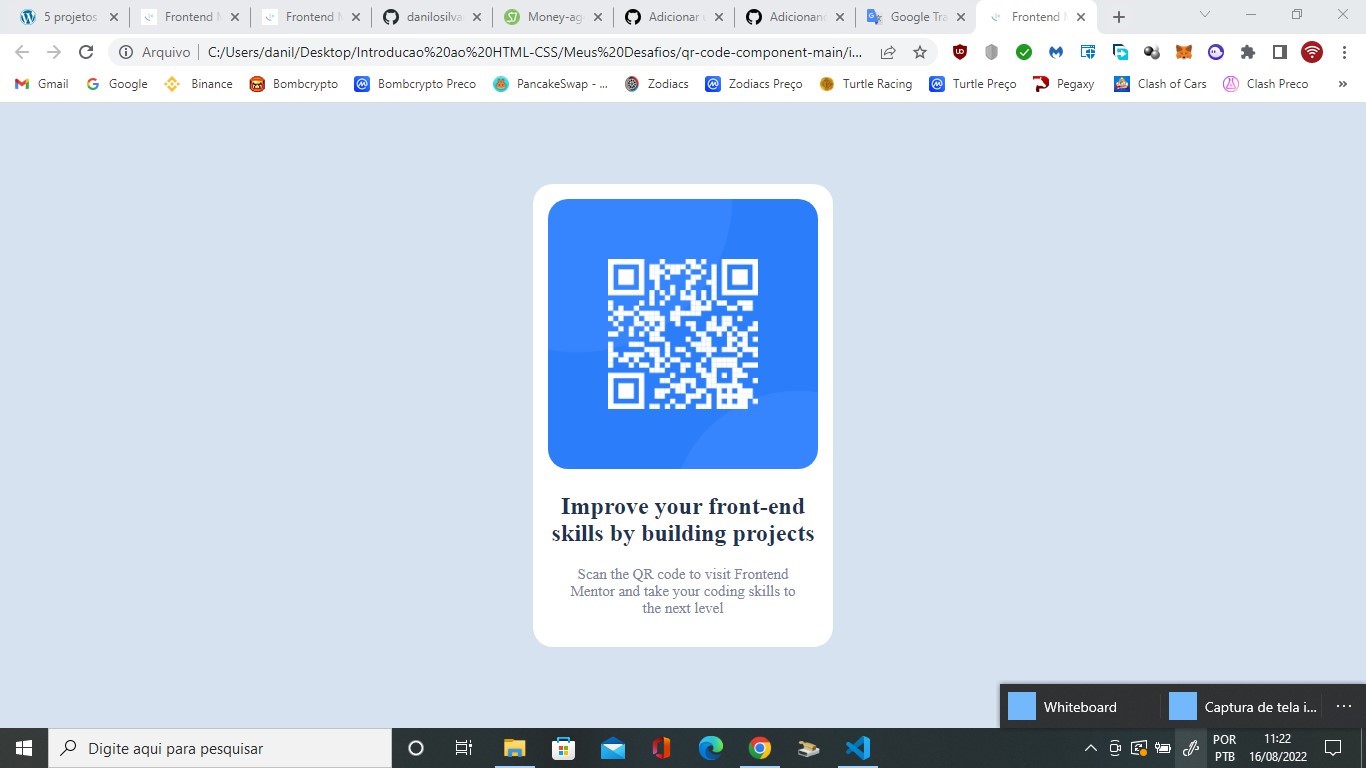 5 projetos
Frontend M
Frontend M
danilosilva
Money-ag
Adicionar
Adicionan
Google Tra
Frontend
Arquivo
C:/Users/danil/Desktop/Introducao%20ao%20HTML-CSS/Meus%20Desafios/qr-code-component-main/i...
Gmail
Google
Binance
Bombcrypto
Bombcrypto Preco
PancakeSwap - ...
Zodiacs
Zodiacs Preço
Turtle Racing
Turtle Preço
Pegaxy
Clash of Cars
Clash Preco
»
Improve your front-end
skills by building projects
Scan the QR code to visit Frontend
Mentor and take your coding skills to
the next level
Whiteboard
Captura de tela i...
Digite aqui para pesquisar
POR
PTB
11:22
16/08/2022